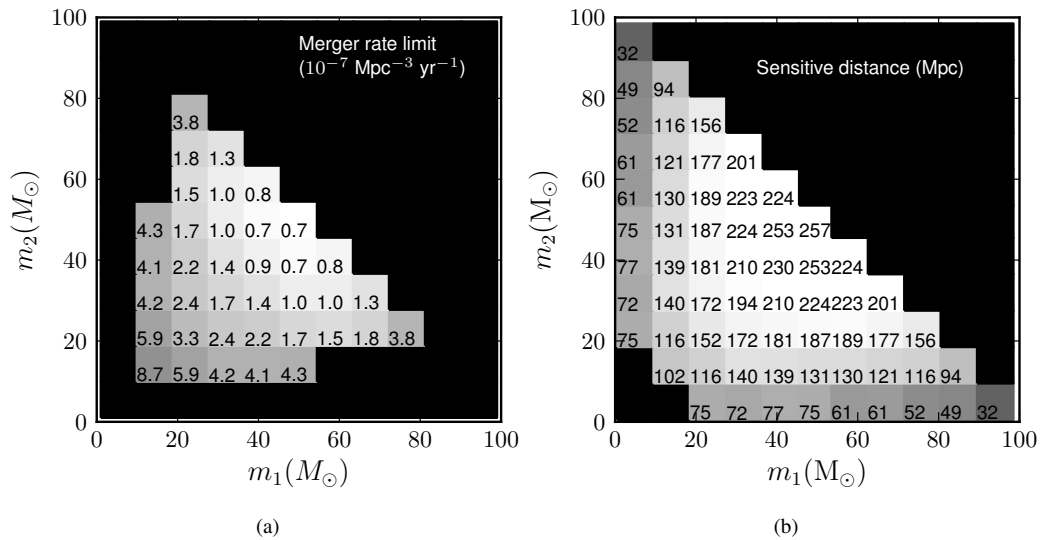 100
80
60
40
20
0
m₂(M⊙)
Merger rate limit
(10⁻⁷ Mpc⁻³ yr⁻¹)
3.8
1.8 1.3
1.5 1.0 0.8
4.3 1.7 1.0 0.7 0.7
4.1 2.2 1.4 0.9 0.7 0.8
4.2 2.4 1.7 1.4 1.0 1.0 1.3
5.9 3.3 2.4 2.2 1.7 1.5 1.8 3.8
8.7 5.9 4.2 4.1 4.3
0 20 40 60 80 100
m₁(M⊙)
(a)
100
80
60
40
20
0
m₂(M⊙)
Sensitive distance (Mpc)
32
49 94
52 116 156
61 121 177 201
61 130 189 223 224
75 131 187 224 253 257
77 139 181 210 230 253 224
72 140 172 194 210 224 223 201
75 116 152 172 181 187 189 177 156
102 116 140 139 131 130 121 116 94
75 72 77 75 61 61 52 49 32
0 20 40 60 80 100
m₁(M⊙)
(b)